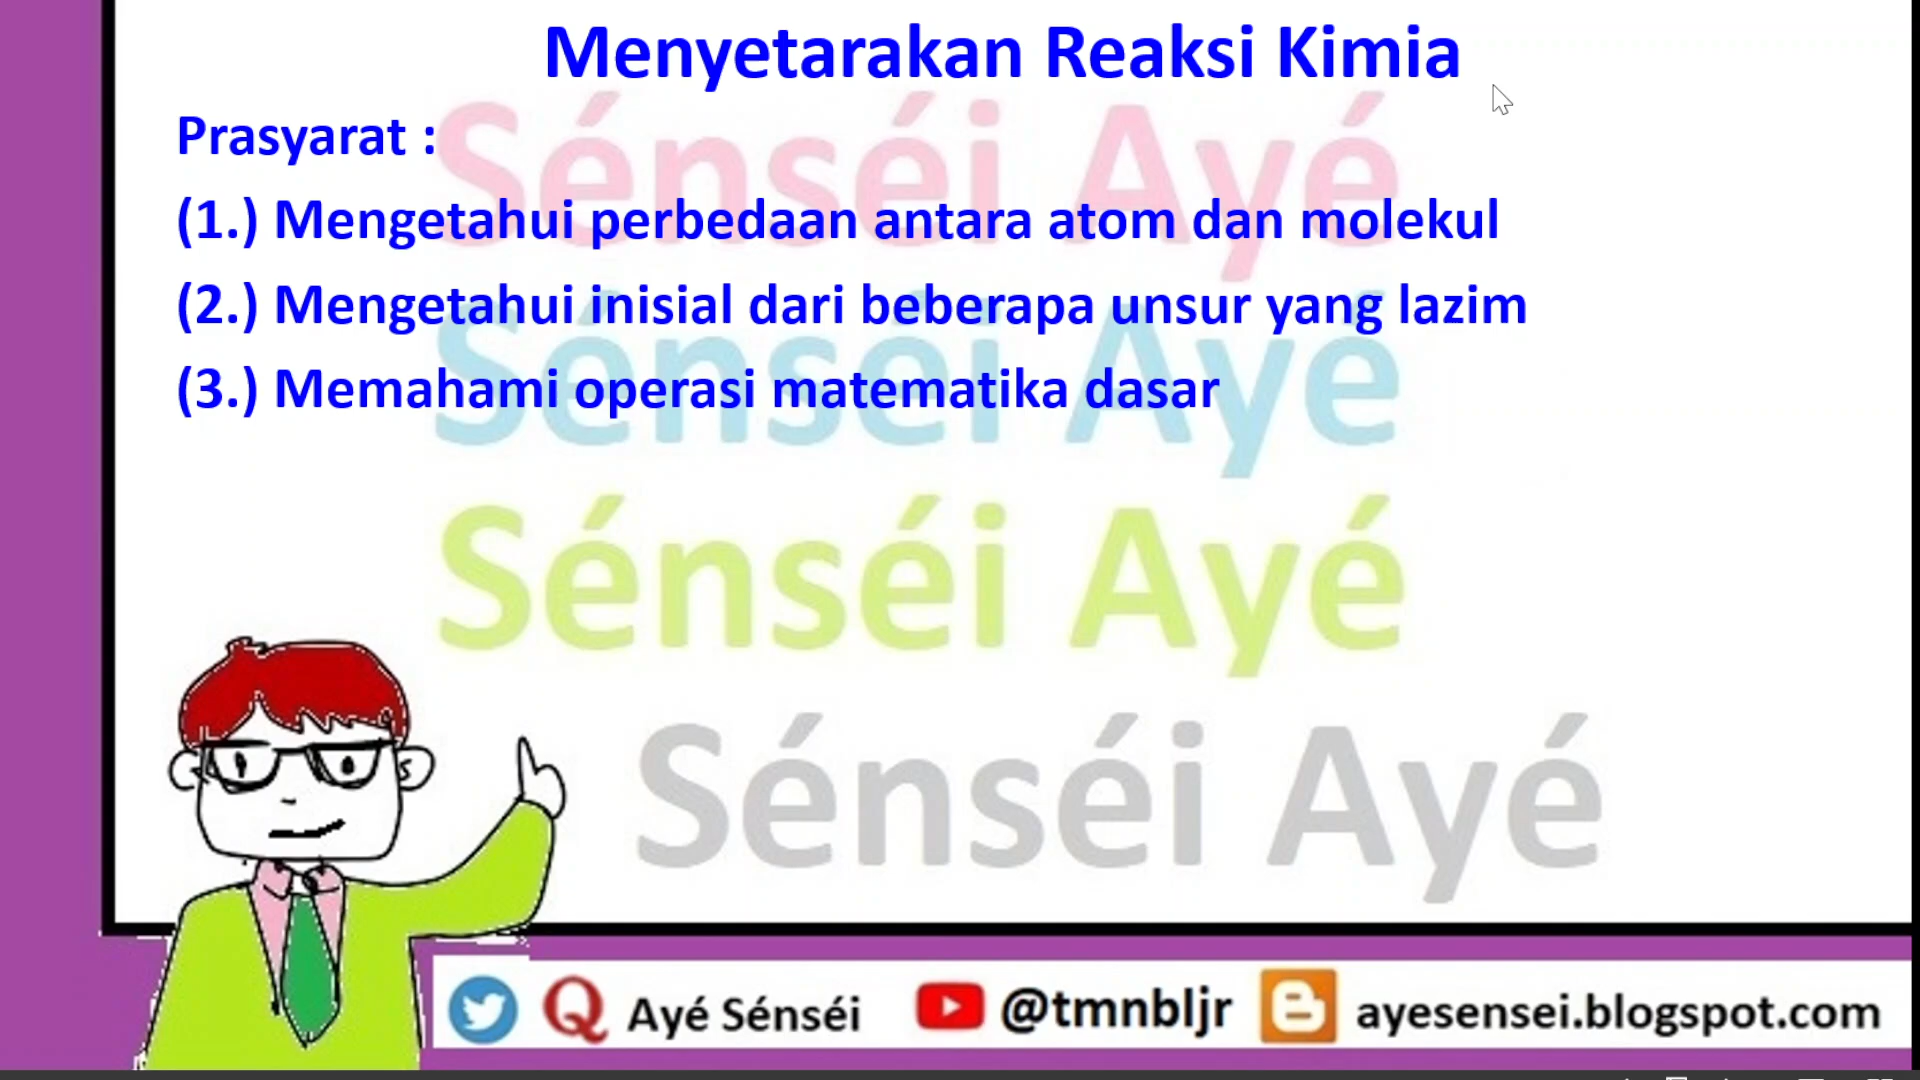 Menyetarakan Reaksi Kimia
Prasyarat :
(1.) Mengetahui perbedaan antara atom dan molekul
(2.) Mengetahui inisial dari beberapa unsur yang lazim
(3.) Memahami operasi matematika dasar
Sénséi Ayé
Sénséi Ayé
Sénséi Ayé
Sénséi Ayé
Ayé Sénséi @tmnbljr ayesensei.blogspot.com